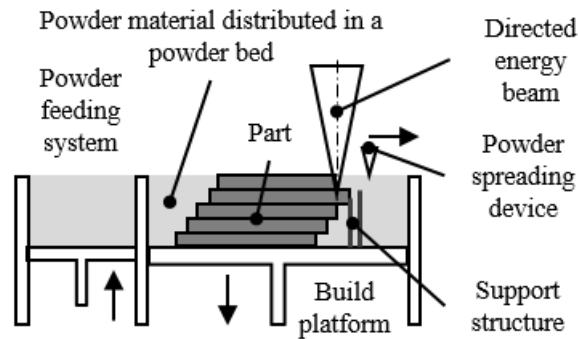 Powder material distributed in a
powder bed
Directed
energy
beam
Powder
feeding
system
Part
Powder
spreading
device
Build
platform
Support
structure